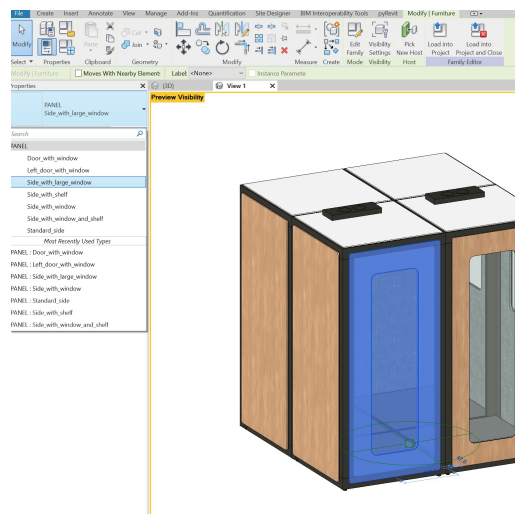 File Create Insert Annotate View Manage Add-Ins Quantification Site Designer BIM Interoperability Tools pyRevit Modify | Furniture
Modify
Paste
Cut
Join
Edit Family
Visibility Settings
Pick New Host
Load into Project
Load into Project and Close
Select Properties Clipboard Geometry Modify Measure Create Mode Visibility Host Family Editor
Modify | Furniture Moves With Nearby Element Label: <None> Instance Paramete
Properties
(3D) View 1
Preview Visibility
PANEL
Side_with_large_window
Search
PANEL
Door_with_window
Left_door_with_window
Side_with_large_window
Side_with_shelf
Side_with_window
Side_with_window_and_shelf
Standard_side
Most Recently Used Types
PANEL : Door_with_window
PANEL : Left_door_with_window
PANEL : Side_with_large_window
PANEL : Side_with_window
PANEL : Standard_side
PANEL : Side_with_shelf
PANEL : Side_with_window_and_shelf